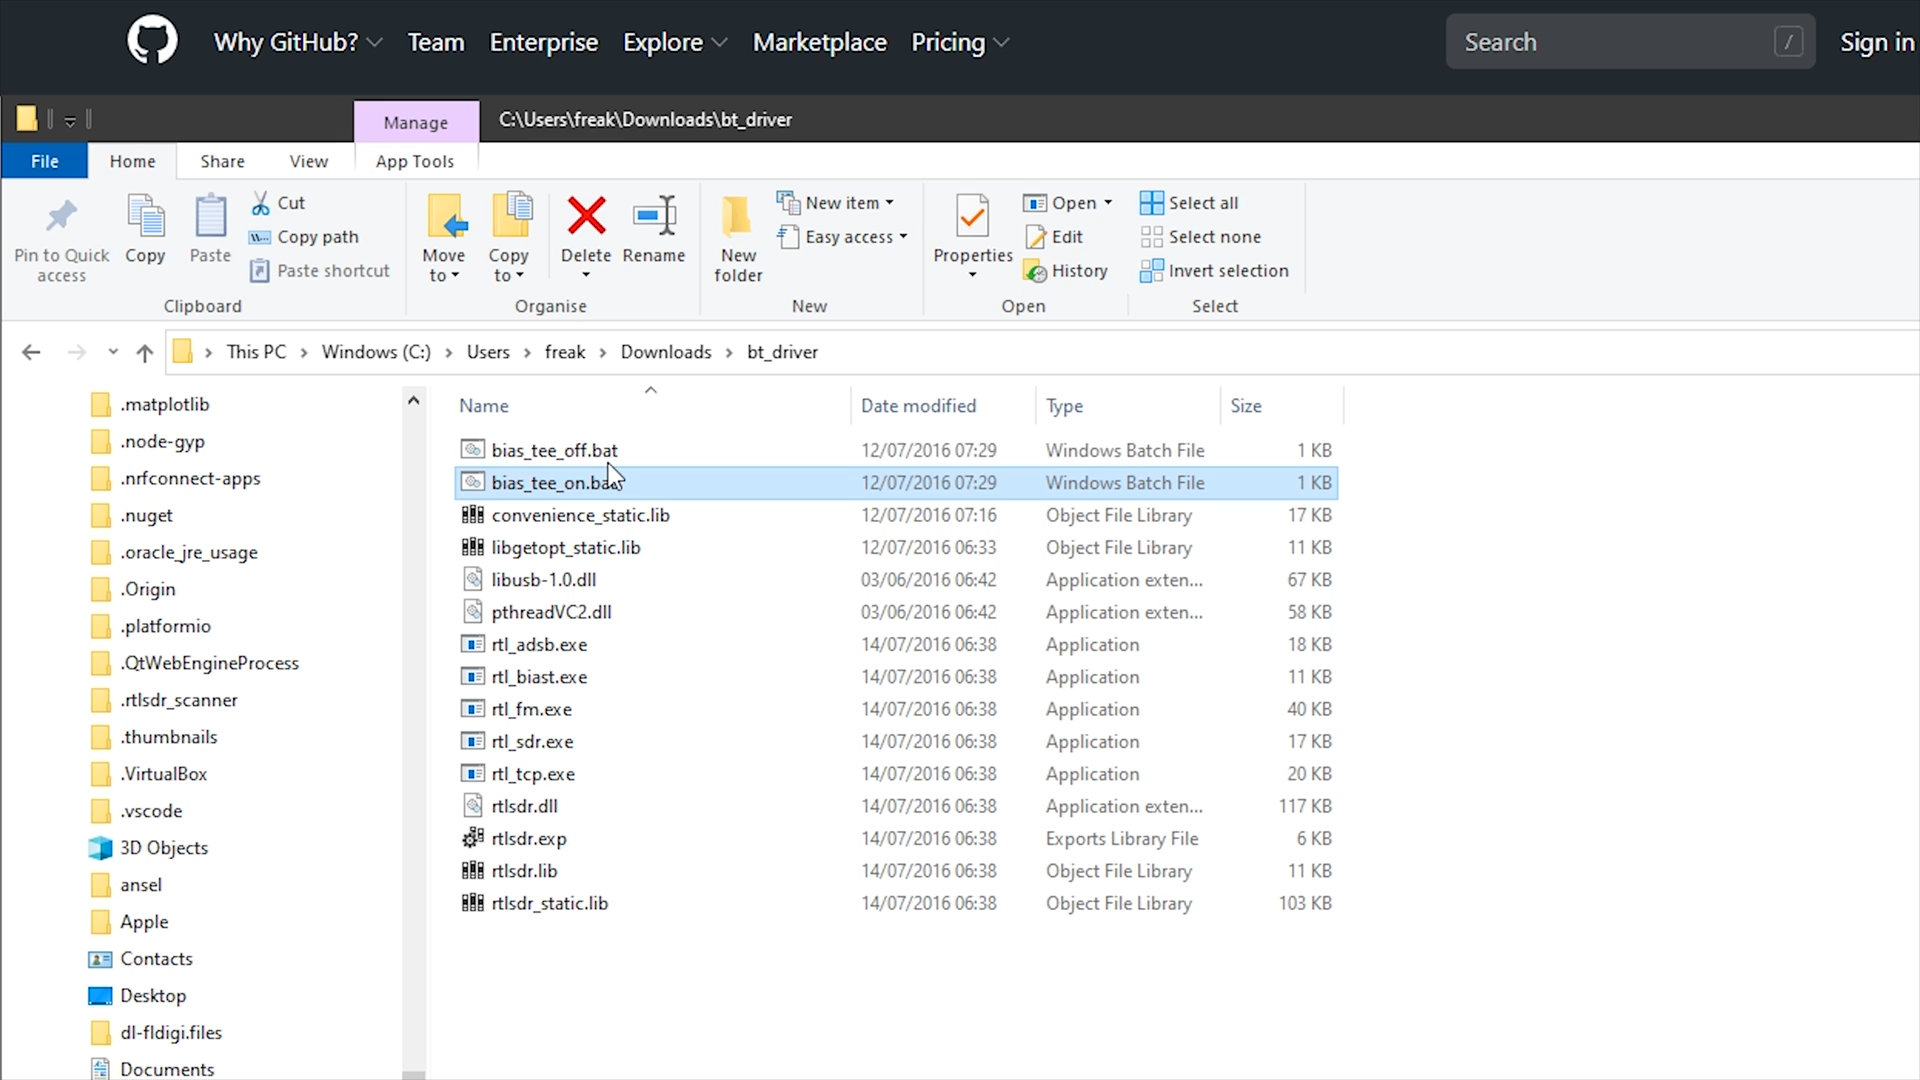 Why GitHub? Team Enterprise Explore Marketplace Pricing Search / Sign in
Manage C:\Users\freak\Downloads\bt_driver
File Home Share View App Tools
Pin to Quick access
Copy
Paste
Cut
Copy path
Paste shortcut
Move to
Copy to
Delete
Rename
New folder
New item
Easy access
Properties
Open
Edit
History
Select all
Select none
Invert selection
Clipboard Organise New Open Select
This PC > Windows (C:) > Users > freak > Downloads > bt_driver
.matplotlib
.node-gyp
.nrfconnect-apps
.nuget
.oracle_jre_usage
.Origin
.platformio
.QtWebEngineProcess
.rtlsdr_scanner
.thumbnails
.VirtualBox
.vscode
3D Objects
ansel
Apple
Contacts
Desktop
dl-fldigi.files
Documents
Name Date modified Type Size
bias_tee_off.bat 12/07/2016 07:29 Windows Batch File 1 KB
bias_tee_on.bat 12/07/2016 07:29 Windows Batch File 1 KB
convenience_static.lib 12/07/2016 07:16 Object File Library 17 KB
libgetopt_static.lib 12/07/2016 06:33 Object File Library 11 KB
libusb-1.0.dll 03/06/2016 06:42 Application exten... 67 KB
pthreadVC2.dll 03/06/2016 06:42 Application exten... 58 KB
rtl_adsb.exe 14/07/2016 06:38 Application 18 KB
rtl_biast.exe 14/07/2016 06:38 Application 11 KB
rtl_fm.exe 14/07/2016 06:38 Application 40 KB
rtl_sdr.exe 14/07/2016 06:38 Application 17 KB
rtl_tcp.exe 14/07/2016 06:38 Application 20 KB
rtlsdr.dll 14/07/2016 06:38 Application exten... 117 KB
rtlsdr.exp 14/07/2016 06:38 Exports Library File 6 KB
rtlsdr.lib 14/07/2016 06:38 Object File Library 11 KB
rtlsdr_static.lib 14/07/2016 06:38 Object File Library 103 KB